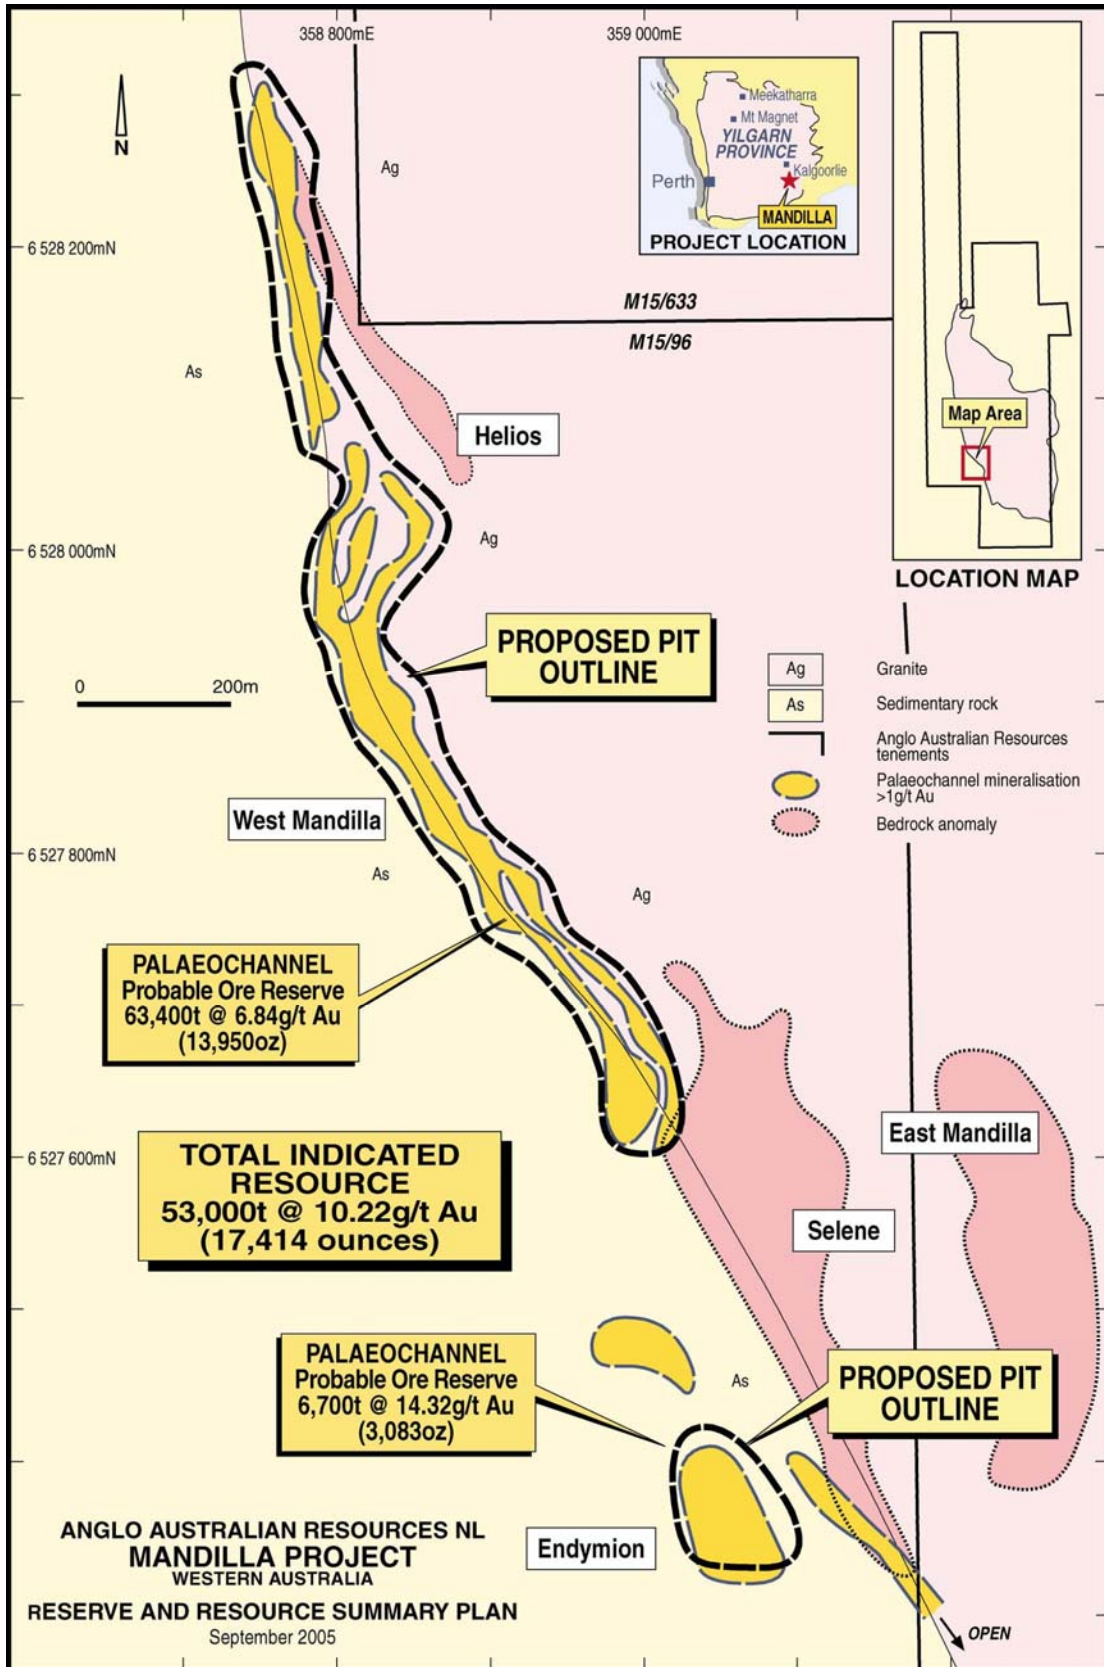 358 800mE
359 000mE
N
Meekatharra
Mt Magnet
YILGARN
PROVINCE
Kalgoorlie
Perth
MANDILLA
PROJECT LOCATION
Ag
6 528 200mN
M15/633
M15/96
As
Map Area
Helios
Ag
6 528 000mN
LOCATION MAP
PROPOSED PIT
OUTLINE
0 200m
Ag Granite
As Sedimentary rock
Anglo Australian Resources
tenements
Palaeochannel mineralisation
>1g/t Au
Bedrock anomaly
West Mandilla
6 527 800mN
As
Ag
PALAEOCHANNEL
Probable Ore Reserve
63,400t @ 6.84g/t Au
(13,950oz)
East Mandilla
6 527 600mN
TOTAL INDICATED
RESOURCE
53,000t @ 10.22g/t Au
(17,414 ounces)
Selene
PALAEOCHANNEL
Probable Ore Reserve
6,700t @ 14.32g/t Au
(3,083oz)
As
PROPOSED PIT
OUTLINE
Endymion
ANGLO AUSTRALIAN RESOURCES NL
MANDILLA PROJECT
WESTERN AUSTRALIA
RESERVE AND RESOURCE SUMMARY PLAN
September 2005
OPEN